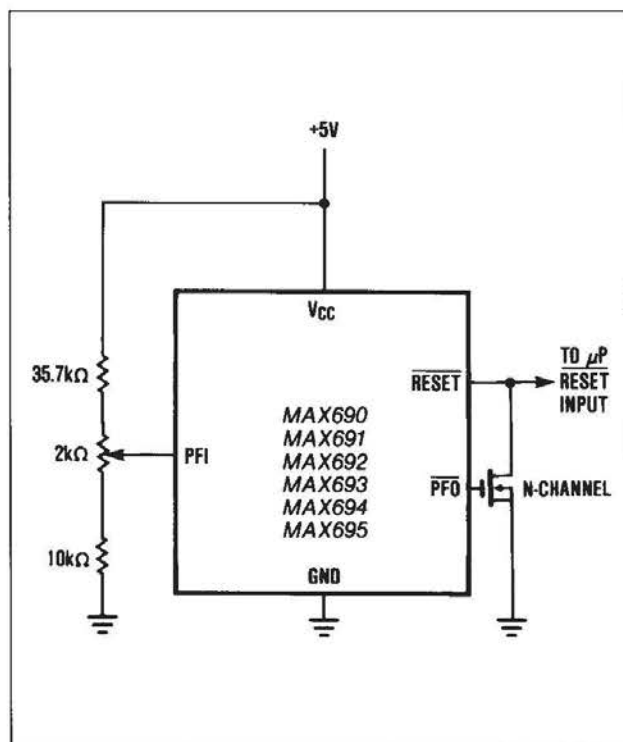 +5V
VCC
35.7kΩ
2kΩ
10kΩ
PFI
MAX690
MAX691
MAX692
MAX693
MAX694
MAX695
GND
RESET
PFO
TO μP
RESET
INPUT
N-CHANNEL